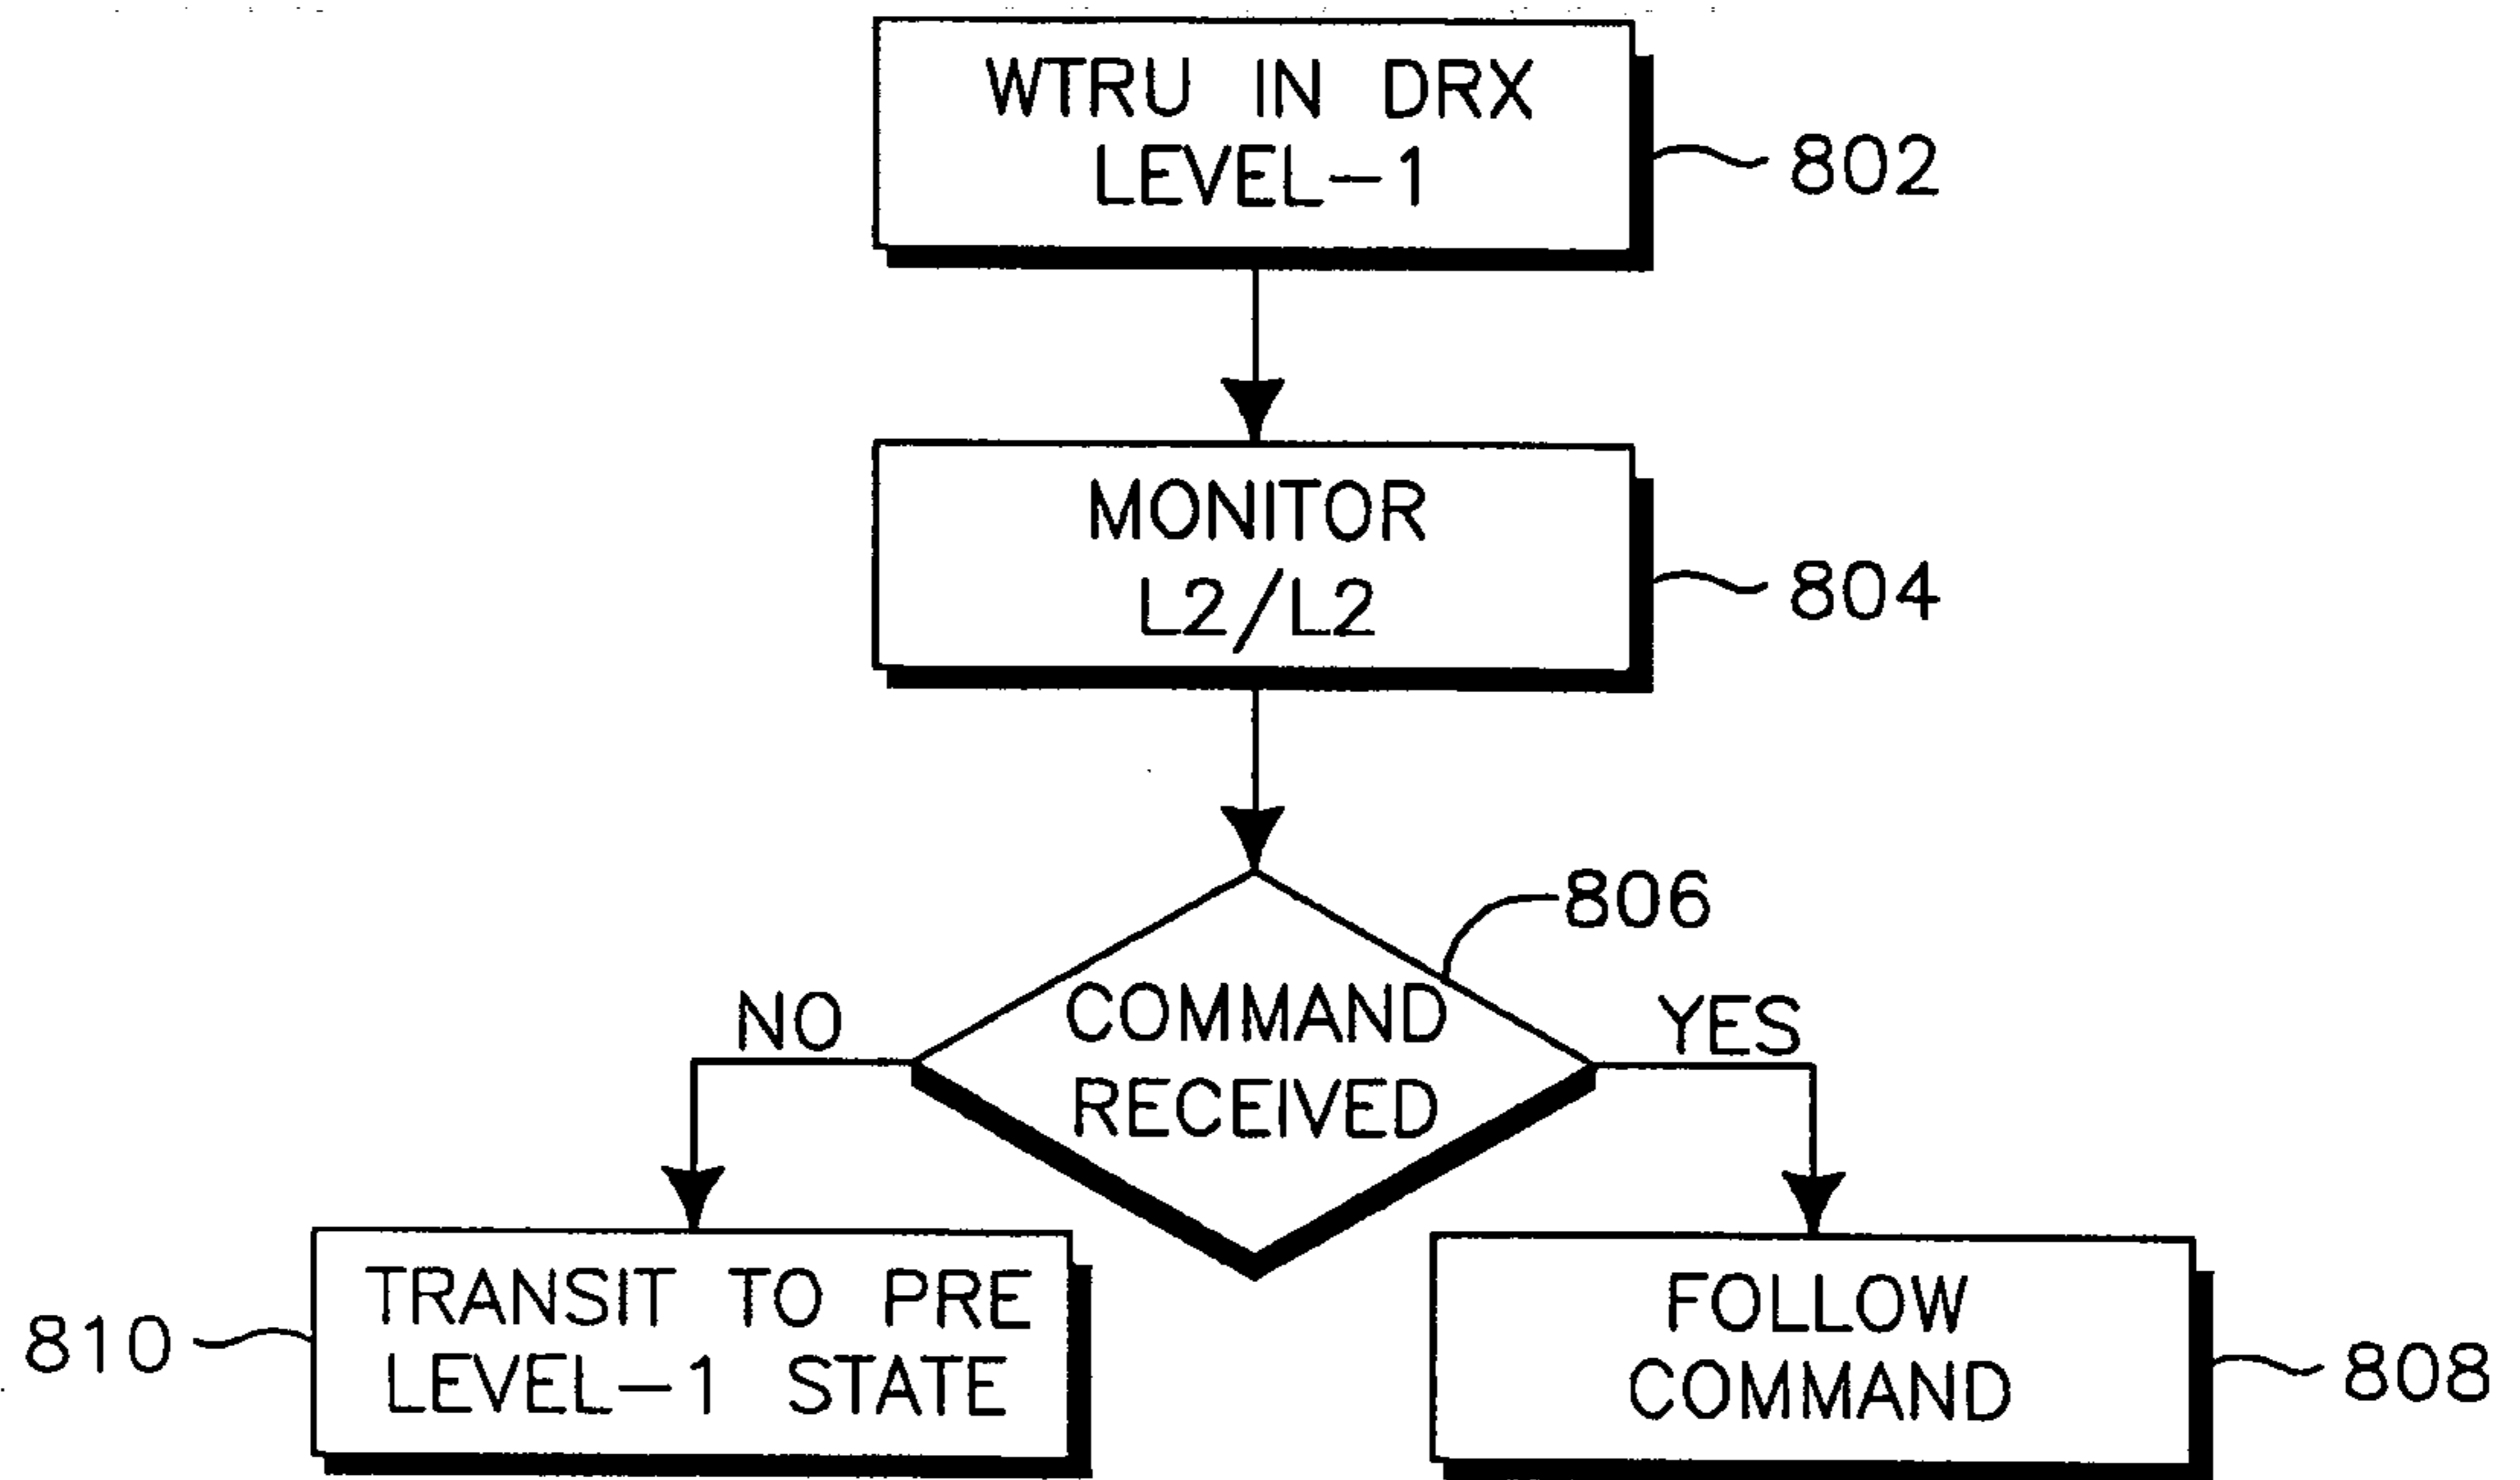 WTRU IN DRX
LEVEL-1
802
MONITOR
L2/L2
804
806
COMMAND
RECEIVED
NO
YES
TRANSIT TO PRE
LEVEL-1 STATE
810
FOLLOW
COMMAND
808